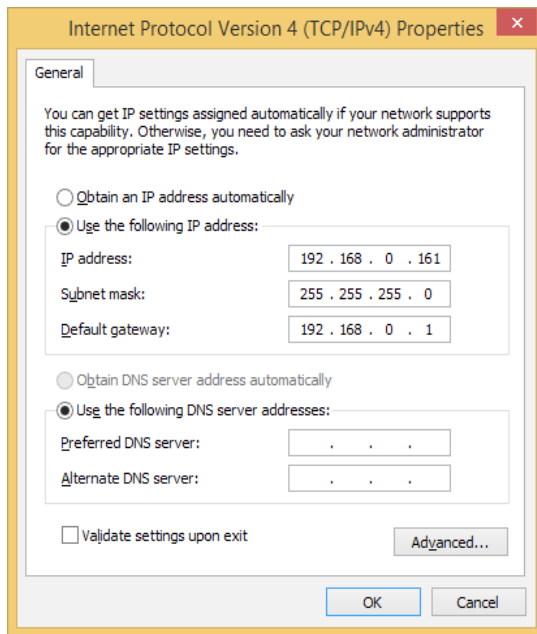 Internet Protocol Version 4 (TCP/IPv4) Properties
General
You can get IP settings assigned automatically if your network supports
this capability. Otherwise, you need to ask your network administrator
for the appropriate IP settings.
Obtain an IP address automatically
Use the following IP address:
IP address: 192 . 168 . 0 . 161
Subnet mask: 255 . 255 . 255 . 0
Default gateway: 192 . 168 . 0 . 1
Obtain DNS server address automatically
Use the following DNS server addresses:
Preferred DNS server: . . .
Alternate DNS server: . . .
Validate settings upon exit
Advanced...
OK Cancel